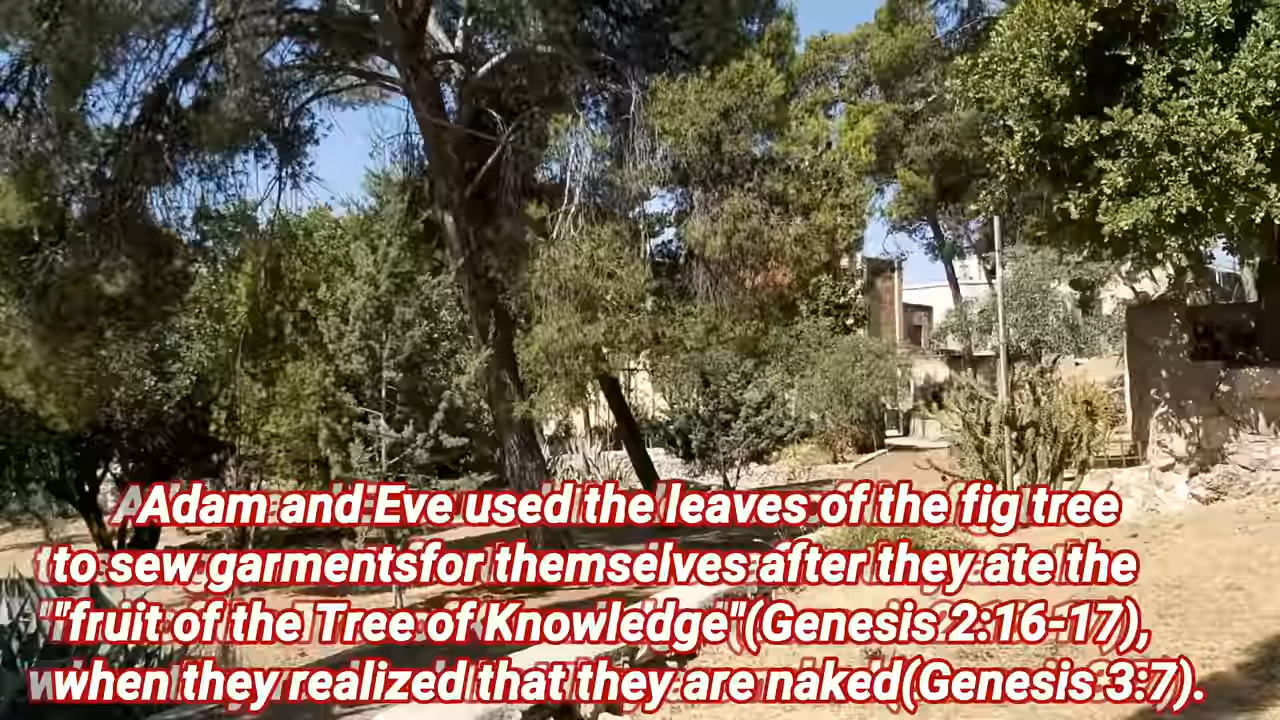 Adam and Eve used the leaves of the fig tree
to sew garmentsfor themselves after they ate the
"fruit of the Tree of Knowledge"(Genesis 2:16-17),
when they realized that they are naked(Genesis 3:7).